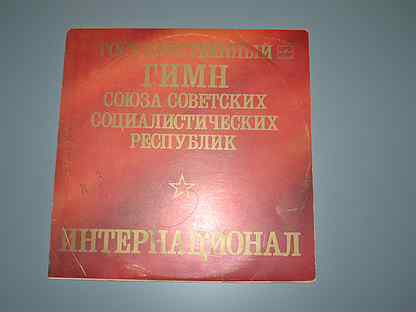 ГОСУДАРСТВЕННЫЙ
ГИМН
СОЮЗА СОВЕТСКИХ
СОЦИАЛИСТИЧЕСКИХ
РЕСПУБЛИК
ИНТЕРНАЦИОНАЛ